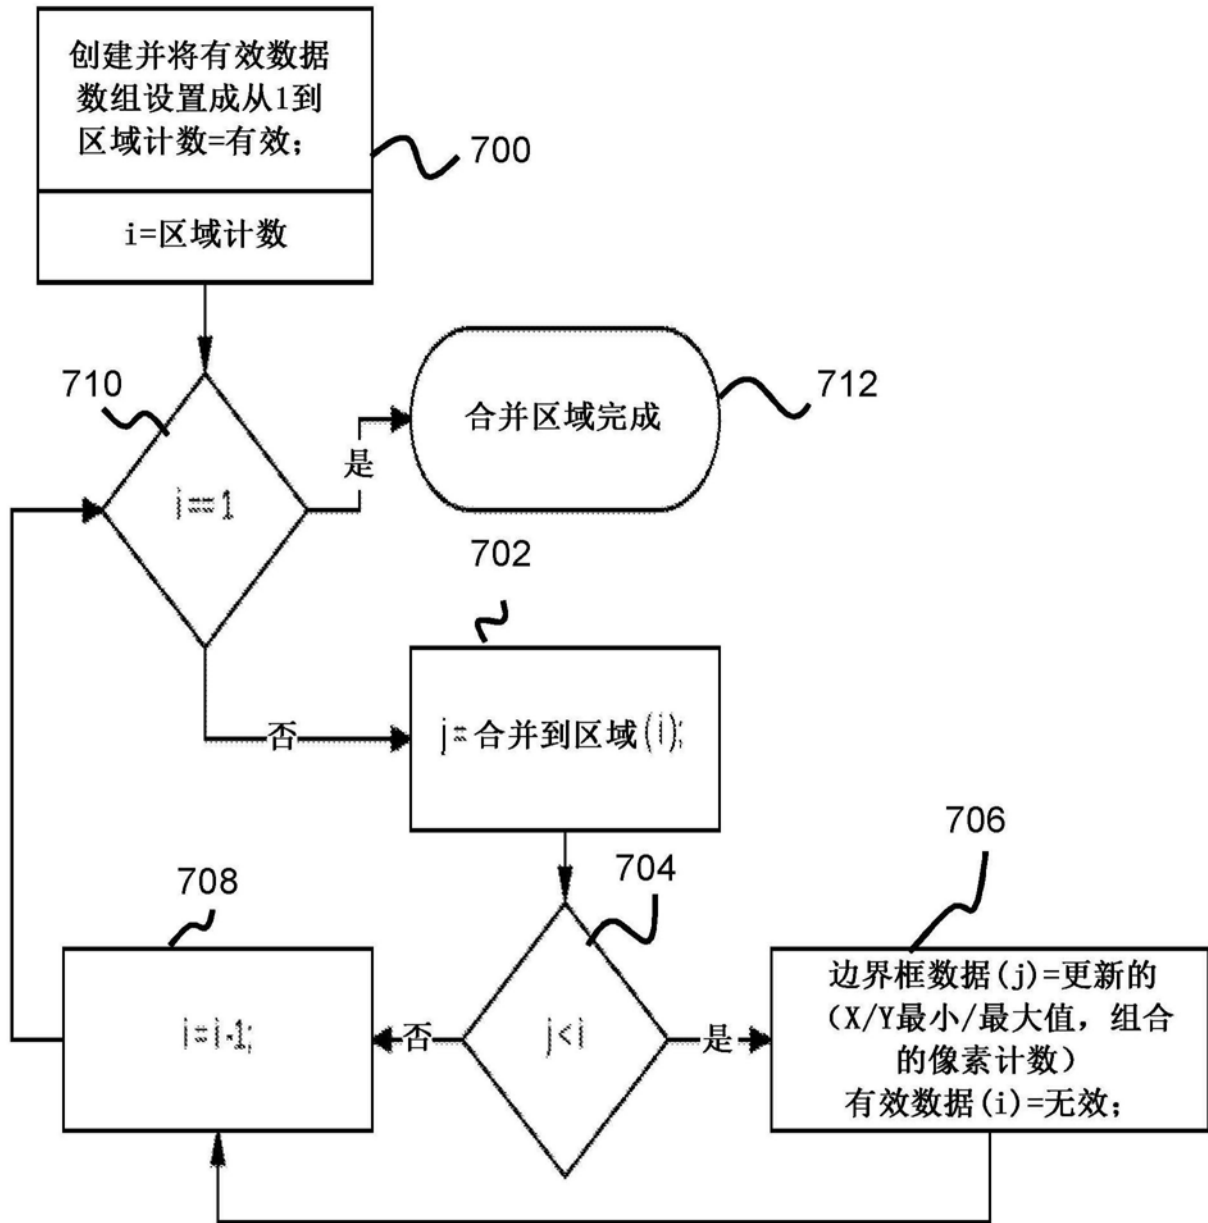 创建并将有效数据
数组设置成从1到
区域计数=有效;
700
i=区域计数
710
712
合并区域完成
是
i==1
702
否
j=合并到区域(i);
706
704
708
边界框数据(j)=更新的
(X/Y最小/最大值, 组合
的像素计数)
有效数据(i)=无效;
i=i-1;
否
j<i
是